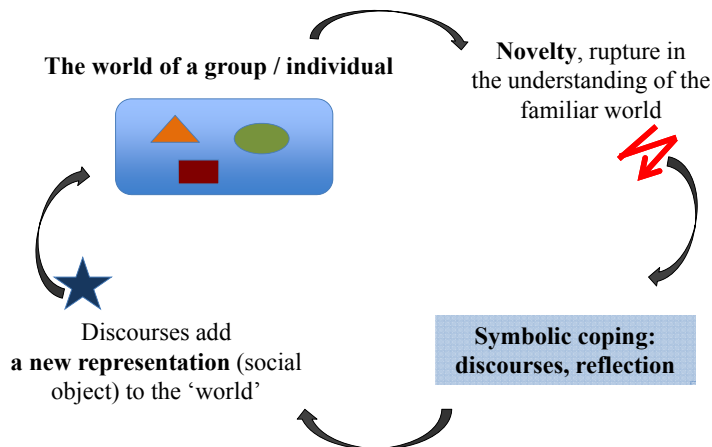 The world of a group / individual
Novelty, rupture in
the understanding of the
familiar world
Symbolic coping:
discourses, reflection
Discourses add
a new representation (social
object) to the ‘world’